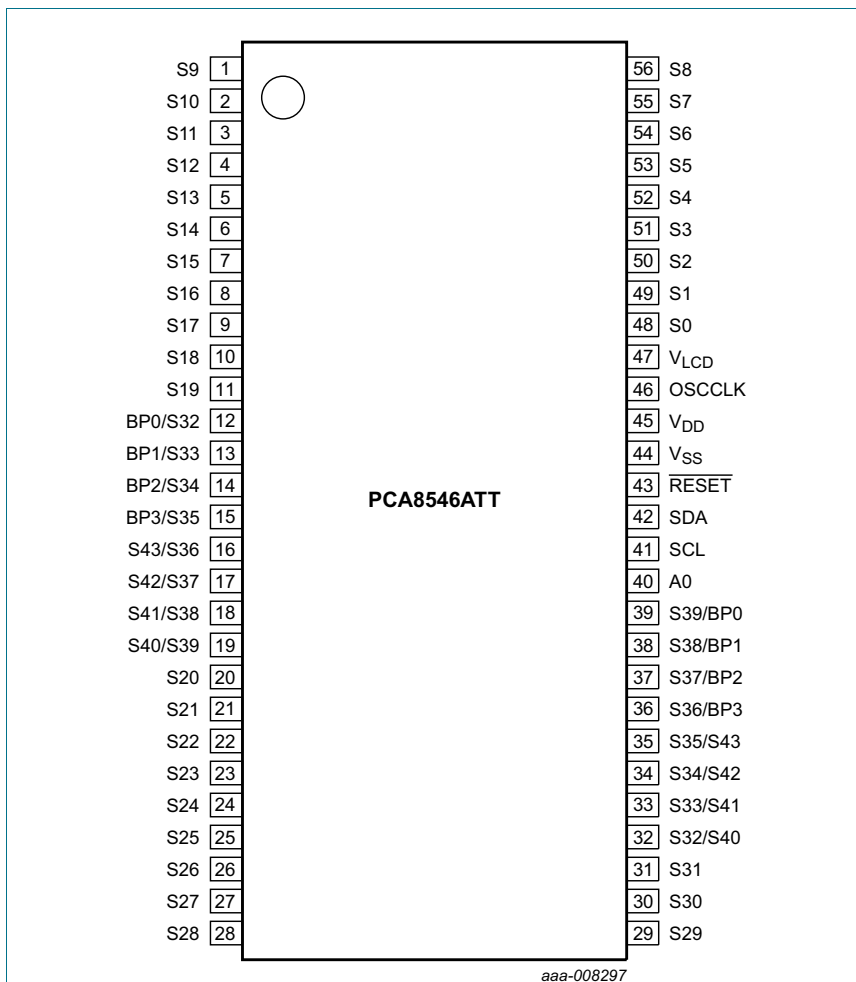 S9 1 56 S8
S10 2 55 S7
S11 3 54 S6
S12 4 53 S5
S13 5 52 S4
S14 6 51 S3
S15 7 50 S2
S16 8 49 S1
S17 9 48 S0
S18 10 47 VLCD
S19 11 46 OSCCLK
BP0/S32 12 45 VDD
BP1/S33 13 44 VSS
BP2/S34 14 43 RESET
PCA8546ATT
BP3/S35 15 42 SDA
S43/S36 16 41 SCL
S42/S37 17 40 A0
S41/S38 18 39 S39/BP0
S40/S39 19 38 S38/BP1
S20 20 37 S37/BP2
S21 21 36 S36/BP3
S22 22 35 S35/S43
S23 23 34 S34/S42
S24 24 33 S33/S41
S25 25 32 S32/S40
S26 26 31 S31
S27 27 30 S30
S28 28 29 S29
aaa-008297